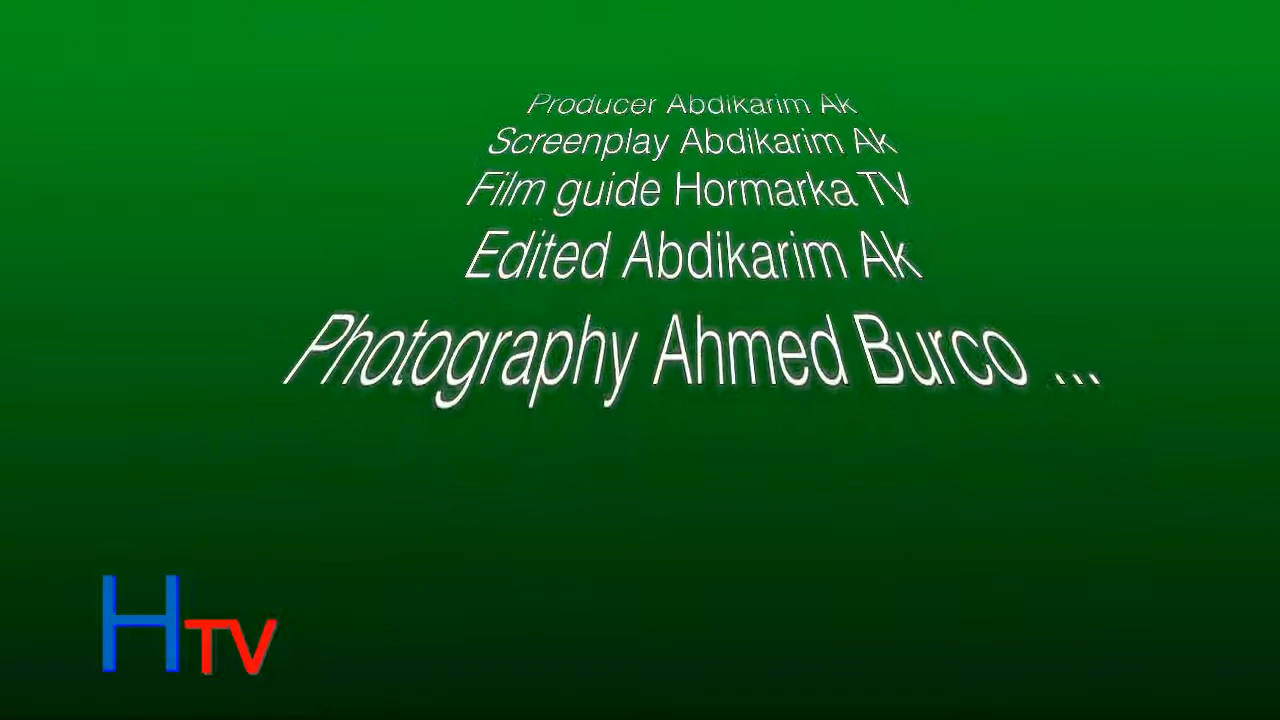 Producer Abdikarim Ak
Screenplay Abdikarim Ak
Film guide Hormarka TV
Edited Abdikarim Ak
Photography Ahmed Burco ...
HTV